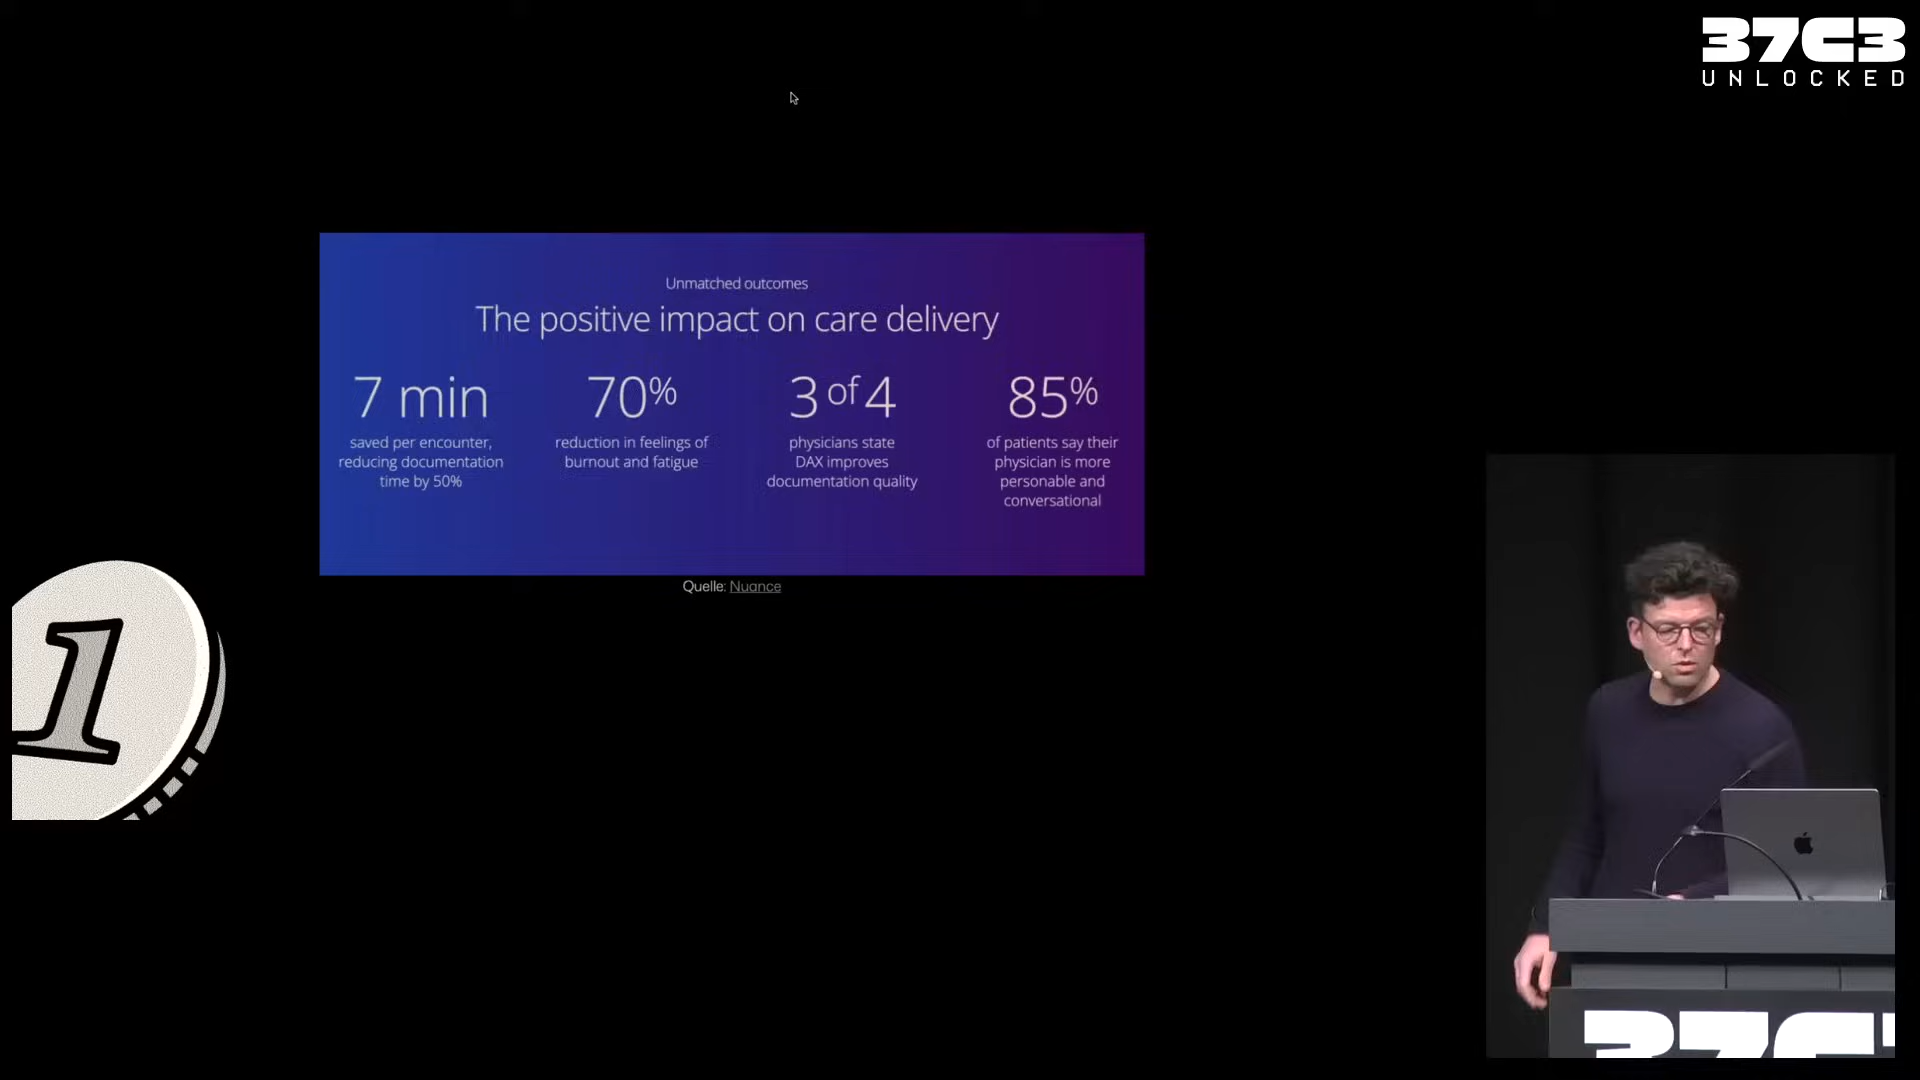 37C3
UNLOCKED
Unmatched outcomes
The positive impact on care delivery
7 min
saved per encounter,
reducing documentation
time by 50%
70%
reduction in feelings of
burnout and fatigue
3 of 4
physicians state
DAX improves
documentation quality
85%
of patients say their
physician is more
personable and
conversational
Quelle: Nuance
1
37C3